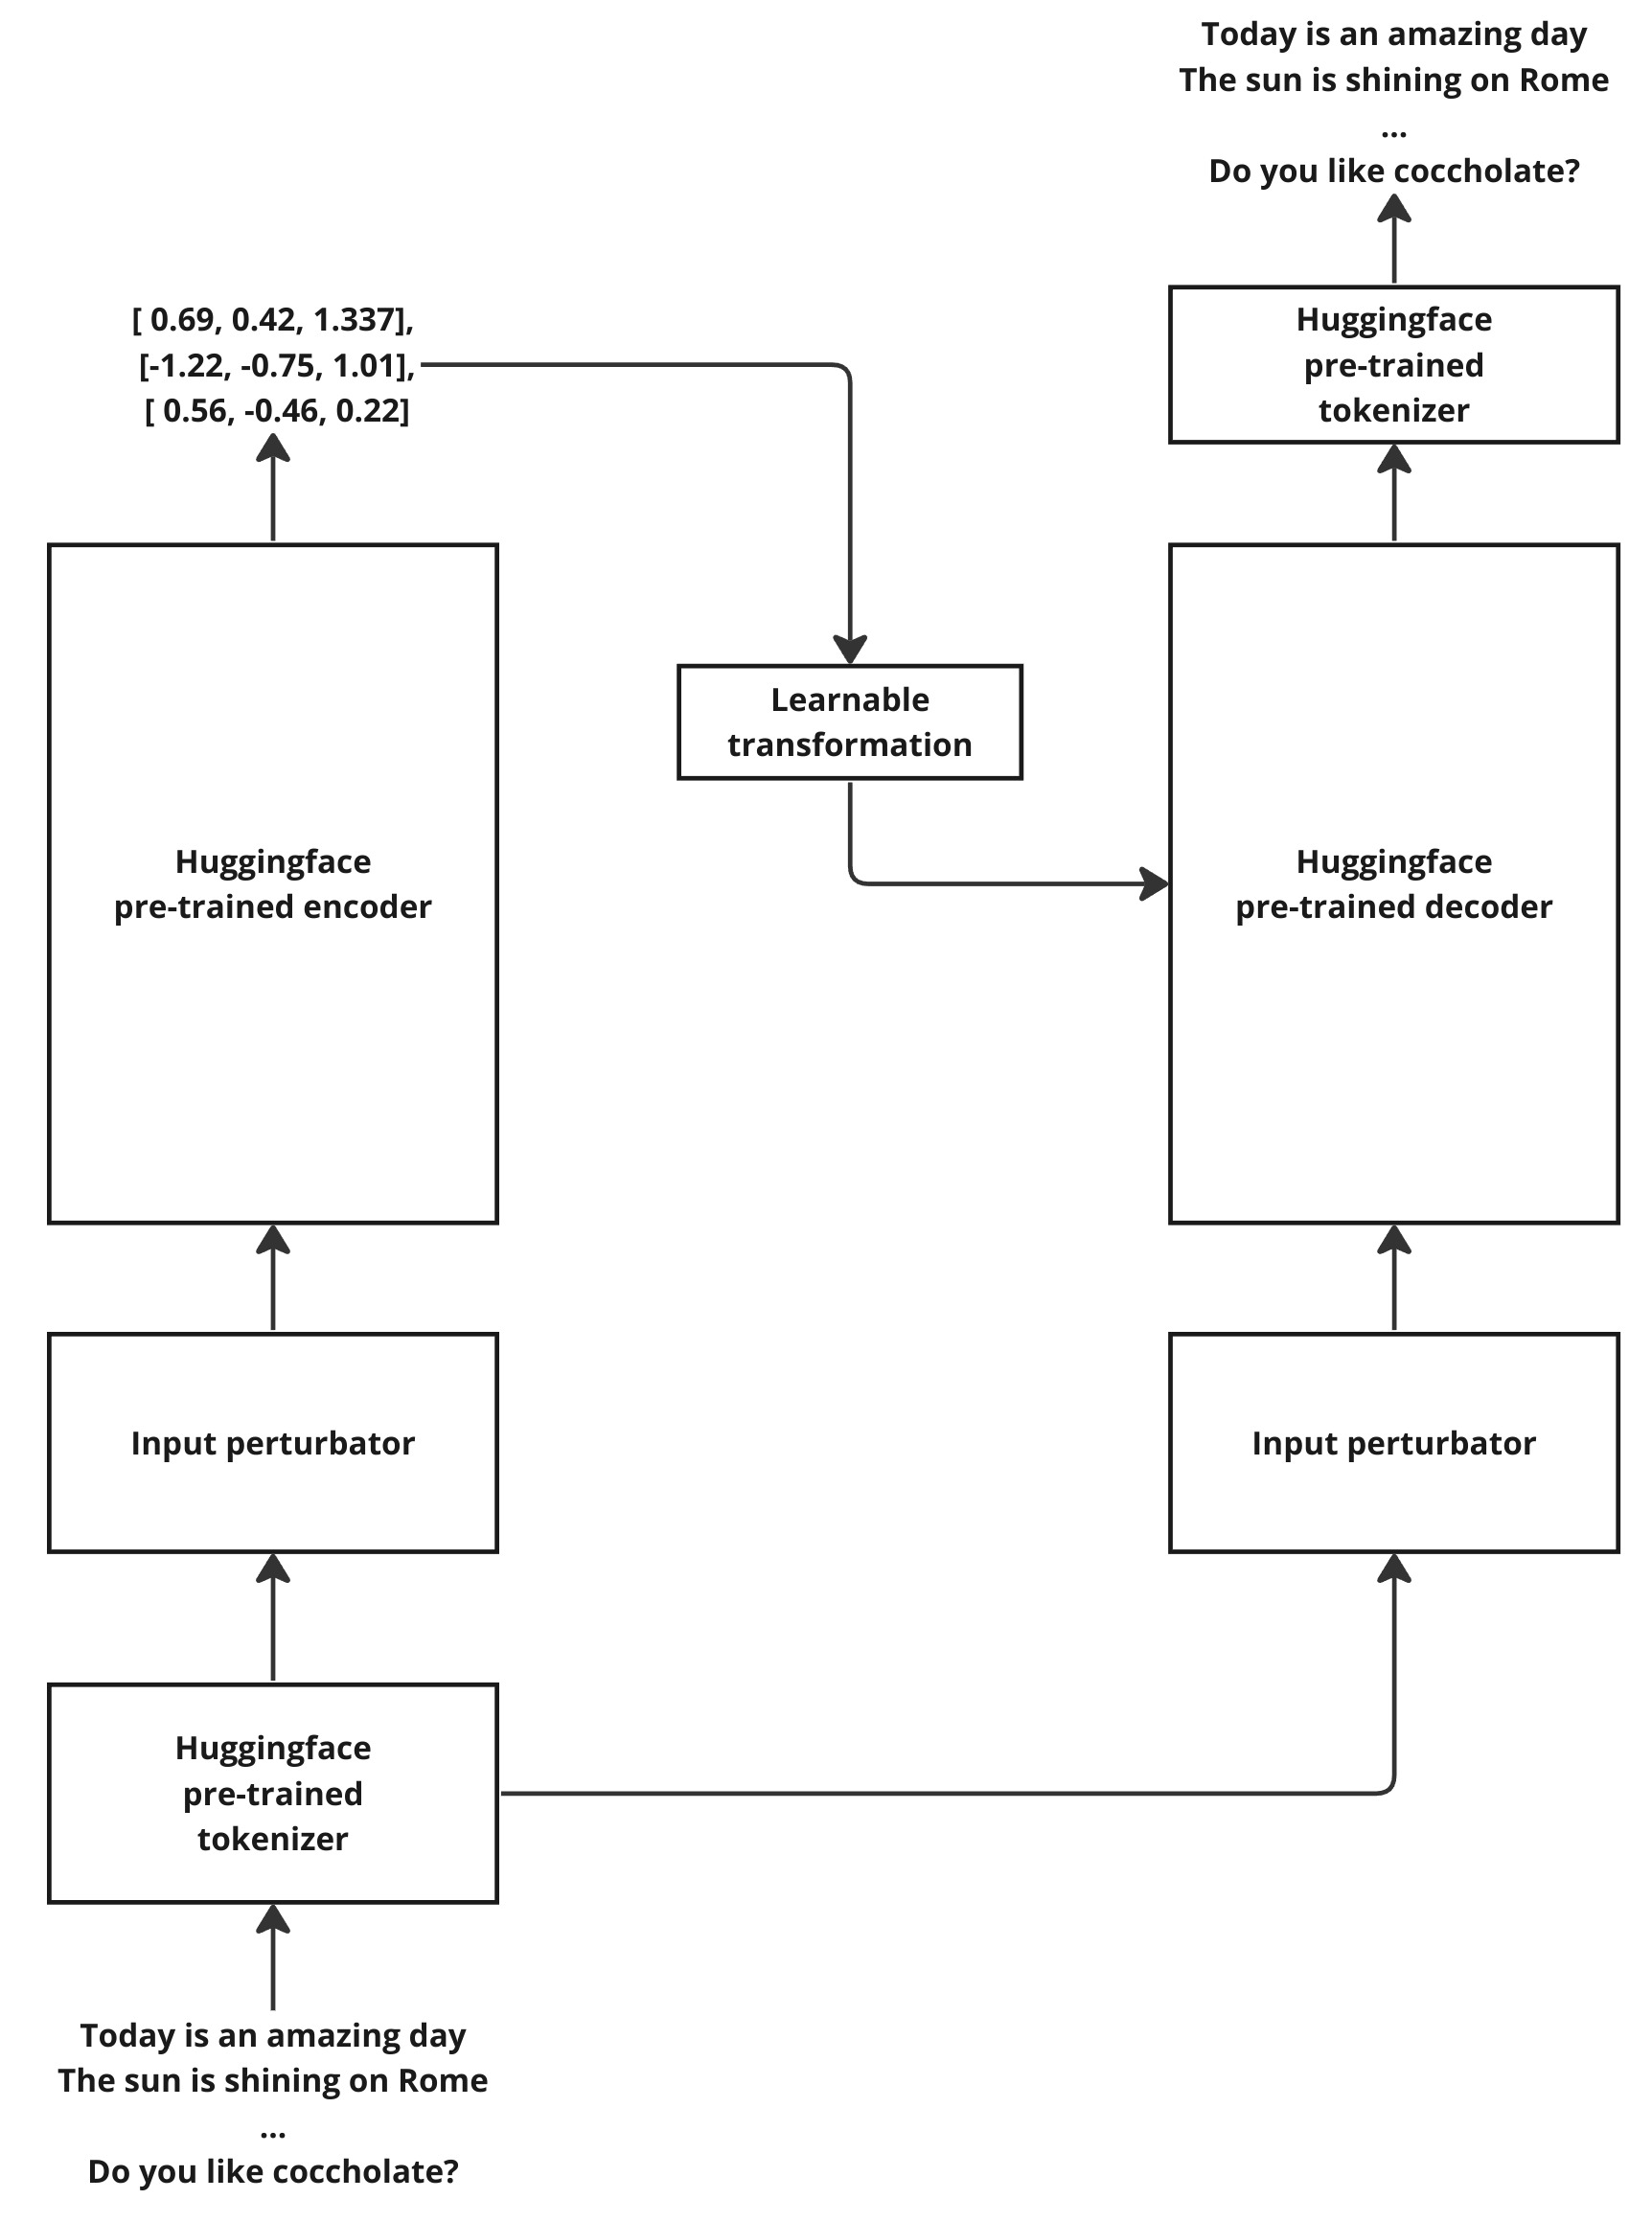 Today is an amazing day
The sun is shining on Rome
...
Do you like coccholate?
Huggingface
pre-trained
tokenizer
[ 0.69, 0.42, 1.337],
[-1.22, -0.75, 1.01],
[ 0.56, -0.46, 0.22]
Learnable
transformation
Huggingface
pre-trained encoder
Huggingface
pre-trained decoder
Input perturbator
Input perturbator
Huggingface
pre-trained
tokenizer
Today is an amazing day
The sun is shining on Rome
...
Do you like coccholate?